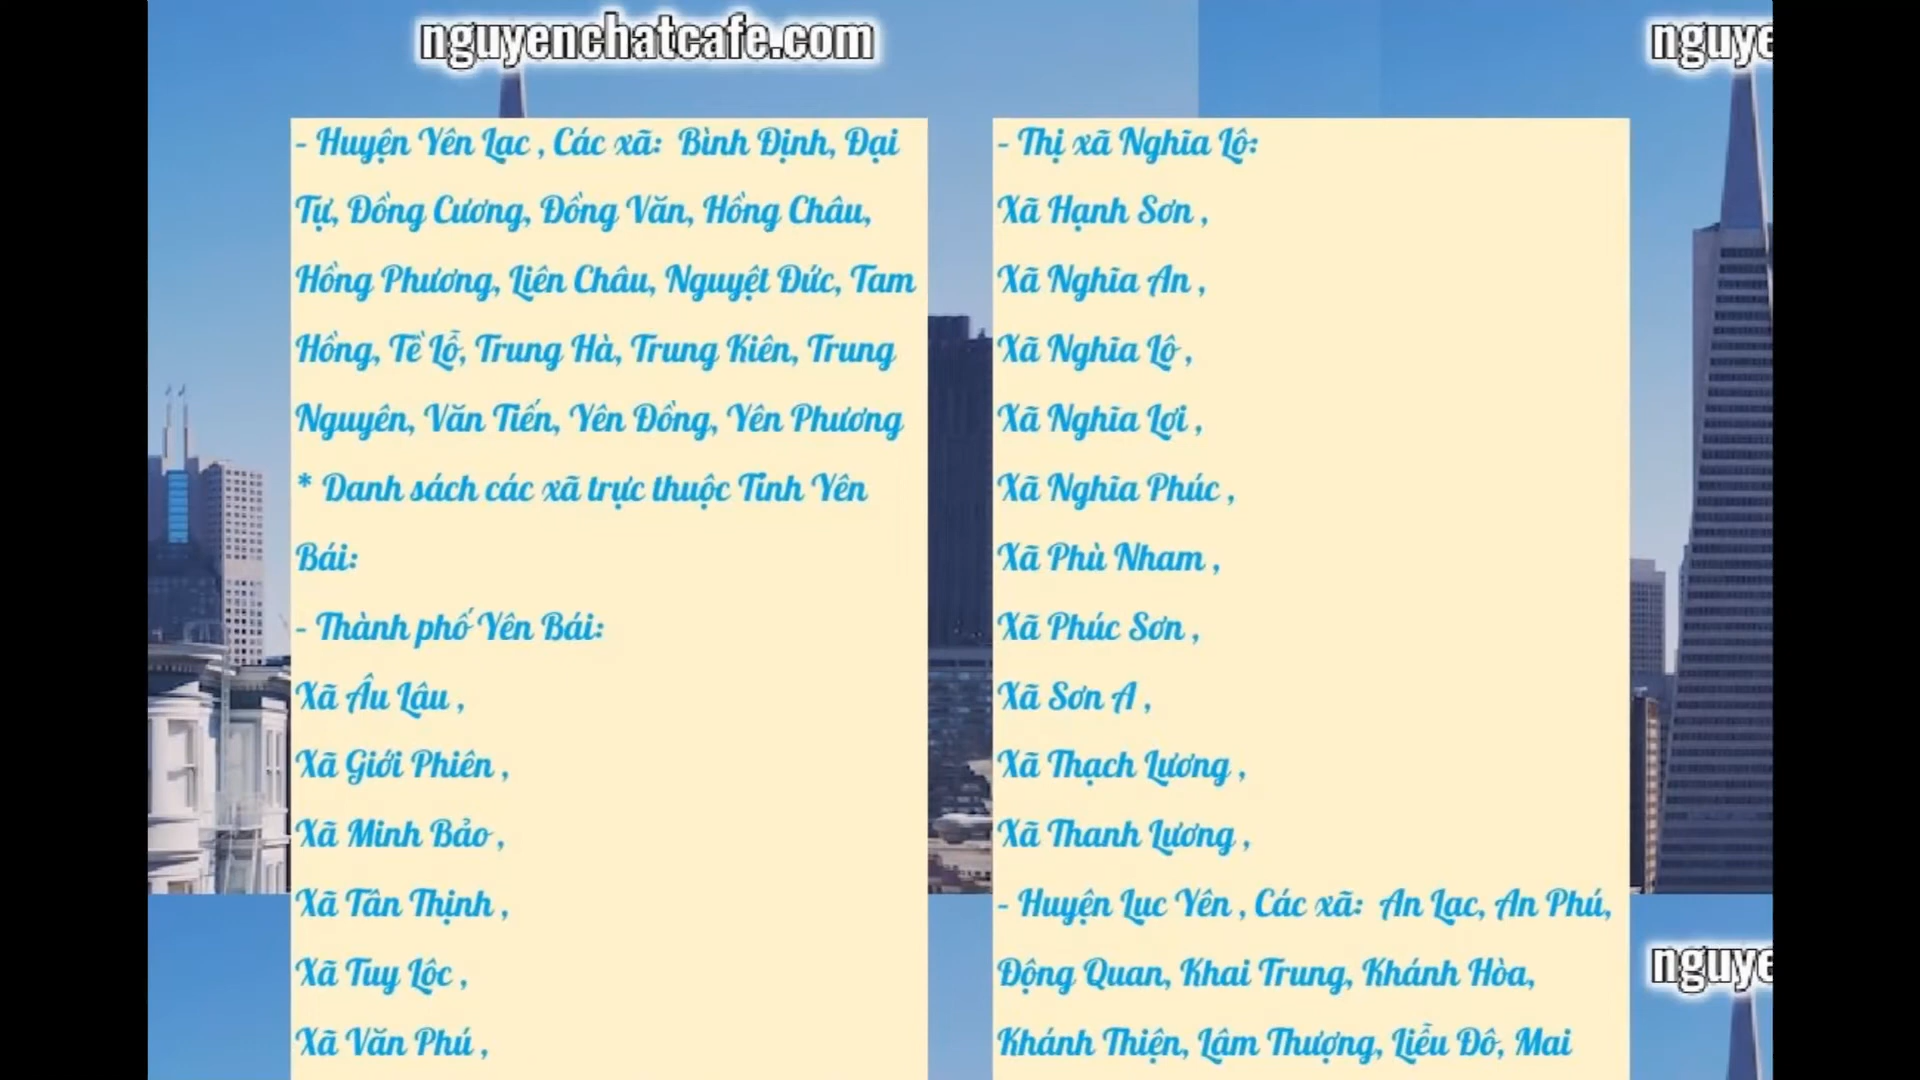 nguyenchatcafe.com
– Huyện Yên Lạc , Các xã: Bình Định, Đại
Tự, Đồng Cương, Đồng Văn, Hồng Châu,
Hồng Phương, Liên Châu, Nguyệt Đức, Tam
Hồng, Tề Lỗ, Trung Hà, Trung Kiên, Trung
Nguyên, Văn Tiến, Yên Đồng, Yên Phương
* Danh sách các xã trực thuộc Tỉnh Yên
Bái:
– Thành phố Yên Bái:
Xã Âu Lâu ,
Xã Giới Phiên ,
Xã Minh Bảo ,
Xã Tân Thịnh ,
Xã Tuy Lộc ,
Xã Văn Phú ,
nguye
– Thị xã Nghĩa Lộ:
Xã Hạnh Sơn ,
Xã Nghĩa An ,
Xã Nghĩa Lộ ,
Xã Nghĩa Lợi ,
Xã Nghĩa Phúc ,
Xã Phù Nham ,
Xã Phúc Sơn ,
Xã Sơn A ,
Xã Thạch Lương ,
Xã Thanh Lương ,
– Huyện Lục Yên , Các xã: An Lạc, An Phú,
Động Quan, Khai Trung, Khánh Hòa,
Khánh Thiện, Lâm Thượng, Liễu Đô, Mai
nguye